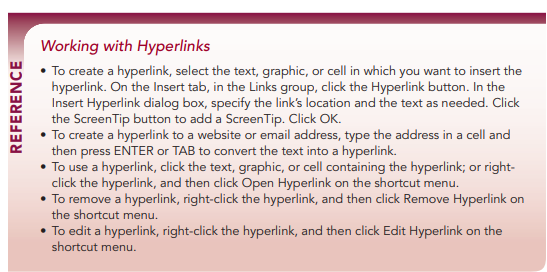 REFERENCE
Working with Hyperlinks
• To create a hyperlink, select the text, graphic, or cell in which you want to insert the
hyperlink. On the Insert tab, in the Links group, click the Hyperlink button. In the
Insert Hyperlink dialog box, specify the link's location and the text as needed. Click
the ScreenTip button to add a ScreenTip. Click OK.
• To create a hyperlink to a website or email address, type the address in a cell and
then press ENTER or TAB to convert the text into a hyperlink.
• To use a hyperlink, click the text, graphic, or cell containing the hyperlink; or right-
click the hyperlink, and then click Open Hyperlink on the shortcut menu.
• To remove a hyperlink, right-click the hyperlink, and then click Remove Hyperlink on
the shortcut menu.
• To edit a hyperlink, right-click the hyperlink, and then click Edit Hyperlink on the
shortcut menu.